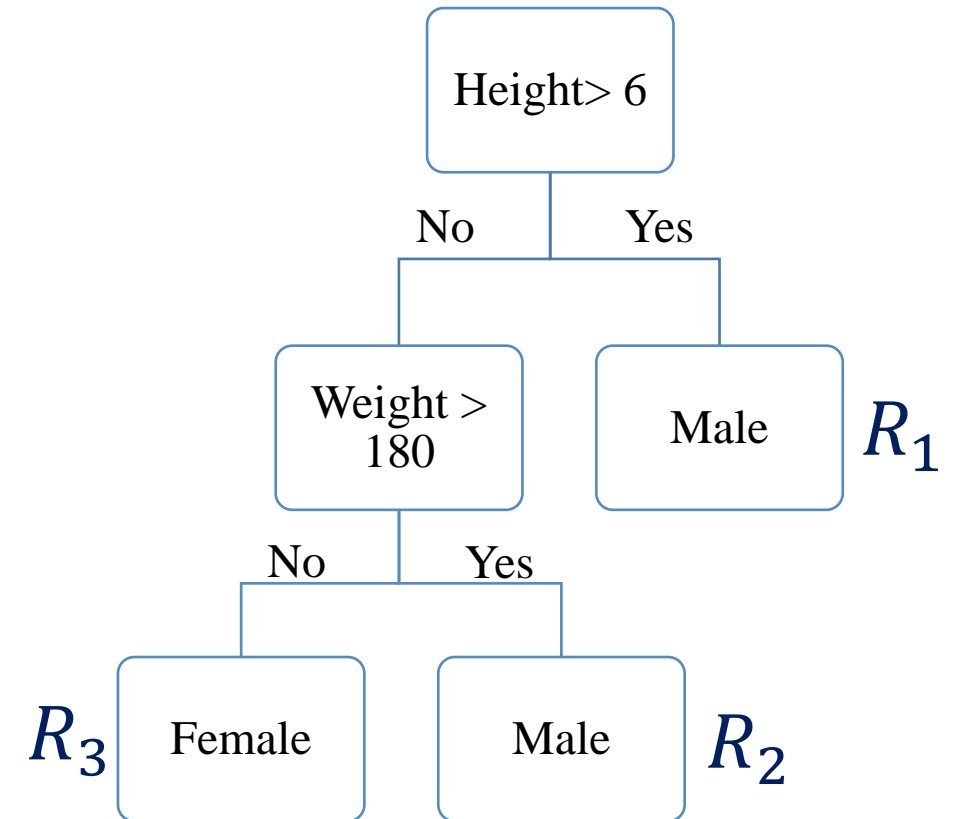 Height> 6
No
Yes
Weight >
180
Male
R₁
No
Yes
R₃
Female
Male
R₂